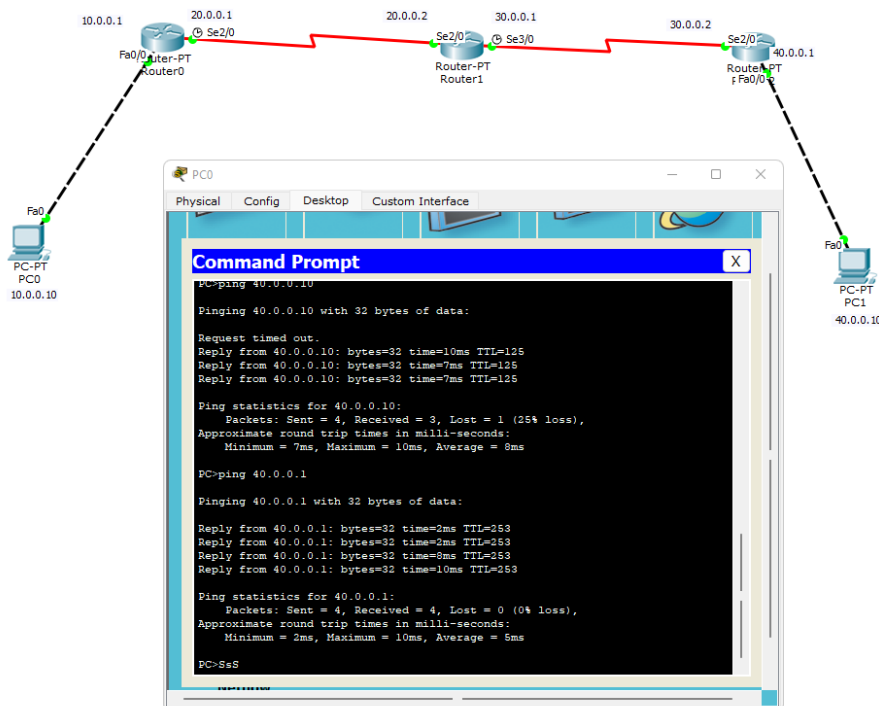 10.0.0.1
20.0.0.1
Se2/0
20.0.0.2
30.0.0.1
Se2/0
Se3/0
30.0.0.2
Se2/0
40.0.0.1
Fa0/0
Router-PT
Router0
Router-PT
Router1
Router-PT
Fa0/0
Fa0
PC-PT
PC0
10.0.0.10
Fa0
PC-PT
PC1
40.0.0.10
PC0
Physical Config Desktop Custom Interface
Command Prompt
X
PC>ping 40.0.0.10
Pinging 40.0.0.10 with 32 bytes of data:
Request timed out.
Reply from 40.0.0.10: bytes=32 time=10ms TTL=125
Reply from 40.0.0.10: bytes=32 time=7ms TTL=125
Reply from 40.0.0.10: bytes=32 time=7ms TTL=125
Ping statistics for 40.0.0.10:
Packets: Sent = 4, Received = 3, Lost = 1 (25% loss),
Approximate round trip times in milli-seconds:
Minimum = 7ms, Maximum = 10ms, Average = 8ms
PC>ping 40.0.0.1
Pinging 40.0.0.1 with 32 bytes of data:
Reply from 40.0.0.1: bytes=32 time=2ms TTL=253
Reply from 40.0.0.1: bytes=32 time=2ms TTL=253
Reply from 40.0.0.1: bytes=32 time=8ms TTL=253
Reply from 40.0.0.1: bytes=32 time=10ms TTL=253
Ping statistics for 40.0.0.1:
Packets: Sent = 4, Received = 4, Lost = 0 (0% loss),
Approximate round trip times in milli-seconds:
Minimum = 2ms, Maximum = 10ms, Average = 5ms
PC>SsS